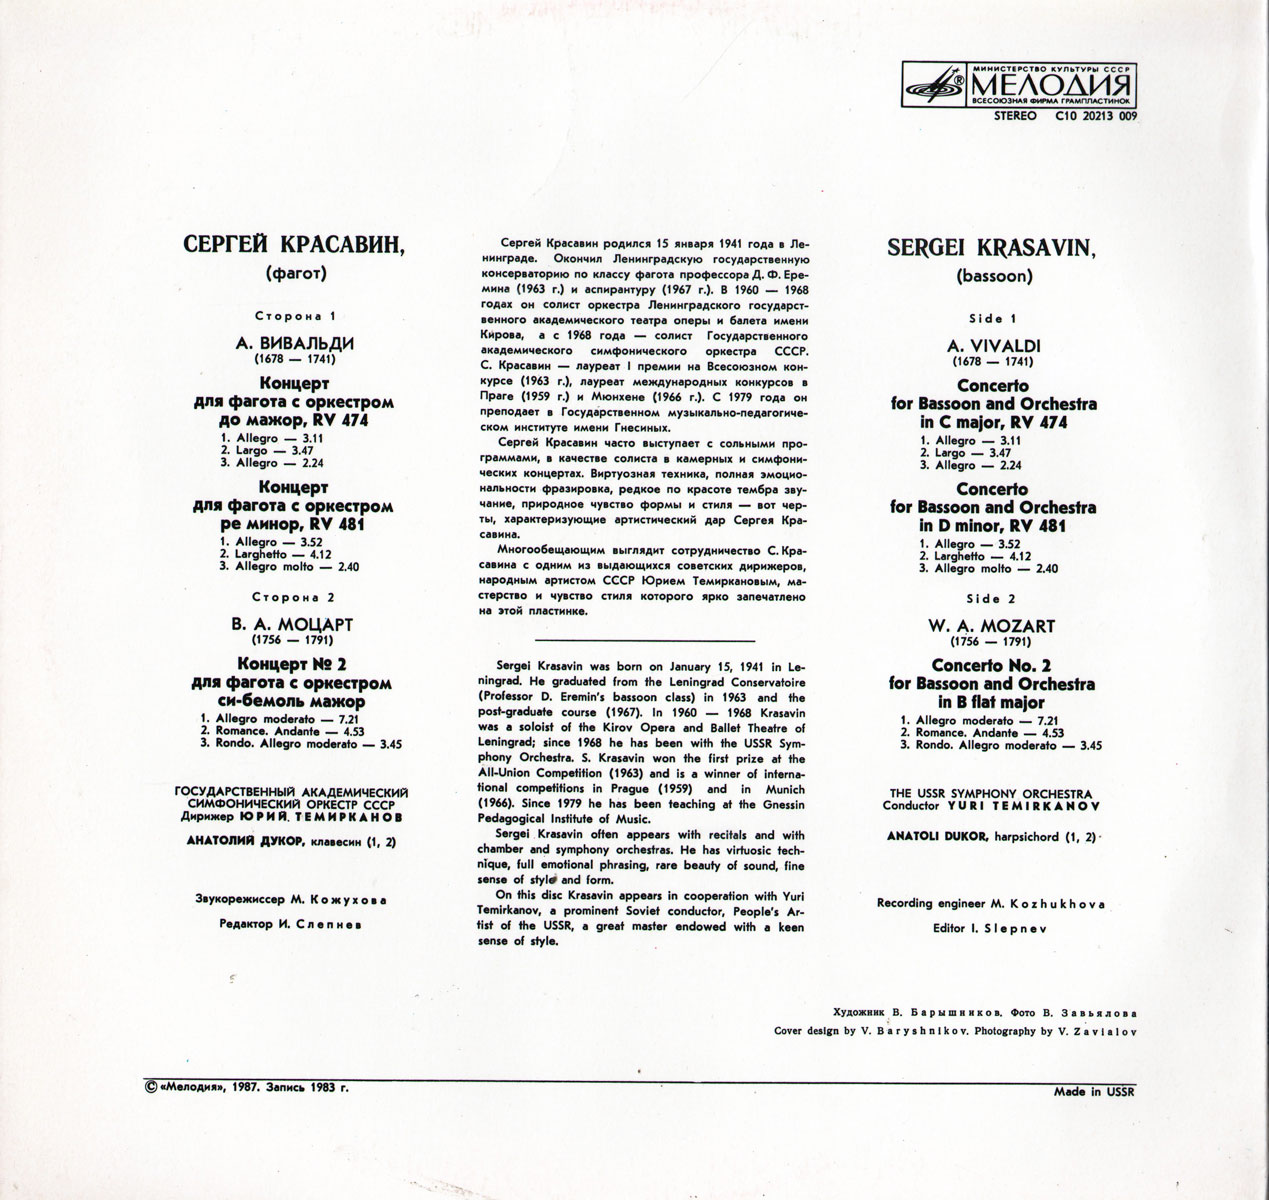 МИНИСТЕРСТВО КУЛЬТУРЫ СССР
МЕЛОДИЯ
ВСЕСОЮЗНАЯ ФИРМА ГРАМПЛАСТИНОК
STEREO C10 20213 009
СЕРГЕЙ КРАСАВИН,
(фагот)
Сторона 1
А. ВИВАЛЬДИ
(1678 — 1741)
Концерт
для фагота с оркестром
до мажор, RV 474
1. Allegro — 3.11
2. Largo — 3.47
3. Allegro — 2.24
Концерт
для фагота с оркестром
ре минор, RV 481
1. Allegro — 3.52
2. Larghetto — 4.12
3. Allegro molto — 2.40
Сторона 2
В. А. МОЦАРТ
(1756 — 1791)
Концерт № 2
для фагота с оркестром
си-бемоль мажор
1. Allegro moderato — 7.21
2. Romance. Andante — 4.53
3. Rondo. Allegro moderato — 3.45
ГОСУДАРСТВЕННЫЙ АКАДЕМИЧЕСКИЙ
СИМФОНИЧЕСКИЙ ОРКЕСТР СССР
Дирижер ЮРИЙ ТЕМИРКАНОВ
АНАТОЛИЙ ДУКОР, клавесин (1, 2)
Звукорежиссер М. Кожухова
Редактор И. Слепнев
Сергей Красавин родился 15 января 1941 года в Ле-
нинграде. Окончил Ленинградскую государственную
консерваторию по классу фагота профессора Д. Ф. Ере-
мина (1963 г.) и аспирантуру (1967 г.). В 1960 — 1968
годах он солист оркестра Ленинградского государст-
венного академического театра оперы и балета имени
Кирова, а с 1968 года — солист Государственного
академического симфонического оркестра СССР.
С. Красавин — лауреат I премии на Всесоюзном кон-
курсе (1963 г.), лауреат международных конкурсов в
Праге (1959 г.) и Мюнхене (1966 г.). С 1979 года он
преподает в Государственном музыкально-педагогиче-
ском институте имени Гнесиных.
Сергей Красавин часто выступает с сольными про-
граммами, в качестве солиста в камерных и симфони-
ческих концертах. Виртуозная техника, полная эмоцио-
нальности фразировка, редкое по красоте тембра зву-
чание, природное чувство формы и стиля — вот чер-
ты, характеризующие артистический дар Сергея Кра-
савина.
Многообещающим выглядит сотрудничество С. Кра-
савина с одним из выдающихся советских дирижеров,
народным артистом СССР Юрием Темиркановым, ма-
стерство и чувство стиля которого ярко запечатлено
на этой пластинке.
Sergei Krasavin was born on January 15, 1941 in Le-
ningrad. He graduated from the Leningrad Conservatoire
(Professor D. Eremin's bassoon class) in 1963 and the
post-graduate course (1967). In 1960 — 1968 Krasavin
was a soloist of the Kirov Opera and Ballet Theatre of
Leningrad; since 1968 he has been with the USSR Sym-
phony Orchestra. S. Krasavin won the first prize at the
All-Union Competition (1963) and is a winner of interna-
tional competitions in Prague (1959) and in Munich
(1966). Since 1979 he has been teaching at the Gnessin
Pedagogical Institute of Music.
Sergei Krasavin often appears with recitals and with
chamber and symphony orchestras. He has virtuosic tech-
nique, full emotional phrasing, rare beauty of sound, fine
sense of style and form.
On this disc Krasavin appears in cooperation with Yuri
Temirkanov, a prominent Soviet conductor, People's Ar-
tist of the USSR, a great master endowed with a keen
sense of style.
SERGEI KRASAVIN,
(bassoon)
Side 1
A. VIVALDI
(1678 — 1741)
Concerto
for Bassoon and Orchestra
in C major, RV 474
1. Allegro — 3.11
2. Largo — 3.47
3. Allegro — 2.24
Concerto
for Bassoon and Orchestra
in D minor, RV 481
1. Allegro — 3.52
2. Larghetto — 4.12
3. Allegro molto — 2.40
Side 2
W. A. MOZART
(1756 — 1791)
Concerto No. 2
for Bassoon and Orchestra
in B flat major
1. Allegro moderato — 7.21
2. Romance. Andante — 4.53
3. Rondo. Allegro moderato — 3.45
THE USSR SYMPHONY ORCHESTRA
Conductor YURI TEMIRKANOV
ANATOLI DUKOR, harpsichord (1, 2)
Recording engineer M. Kozhukhova
Editor I. Slepnev
Художник В. Барышников. Фото В. Завьялова
Cover design by V. Baryshnikov. Photography by V. Zavialov
© «Мелодия», 1987. Запись 1983 г.
Made in USSR